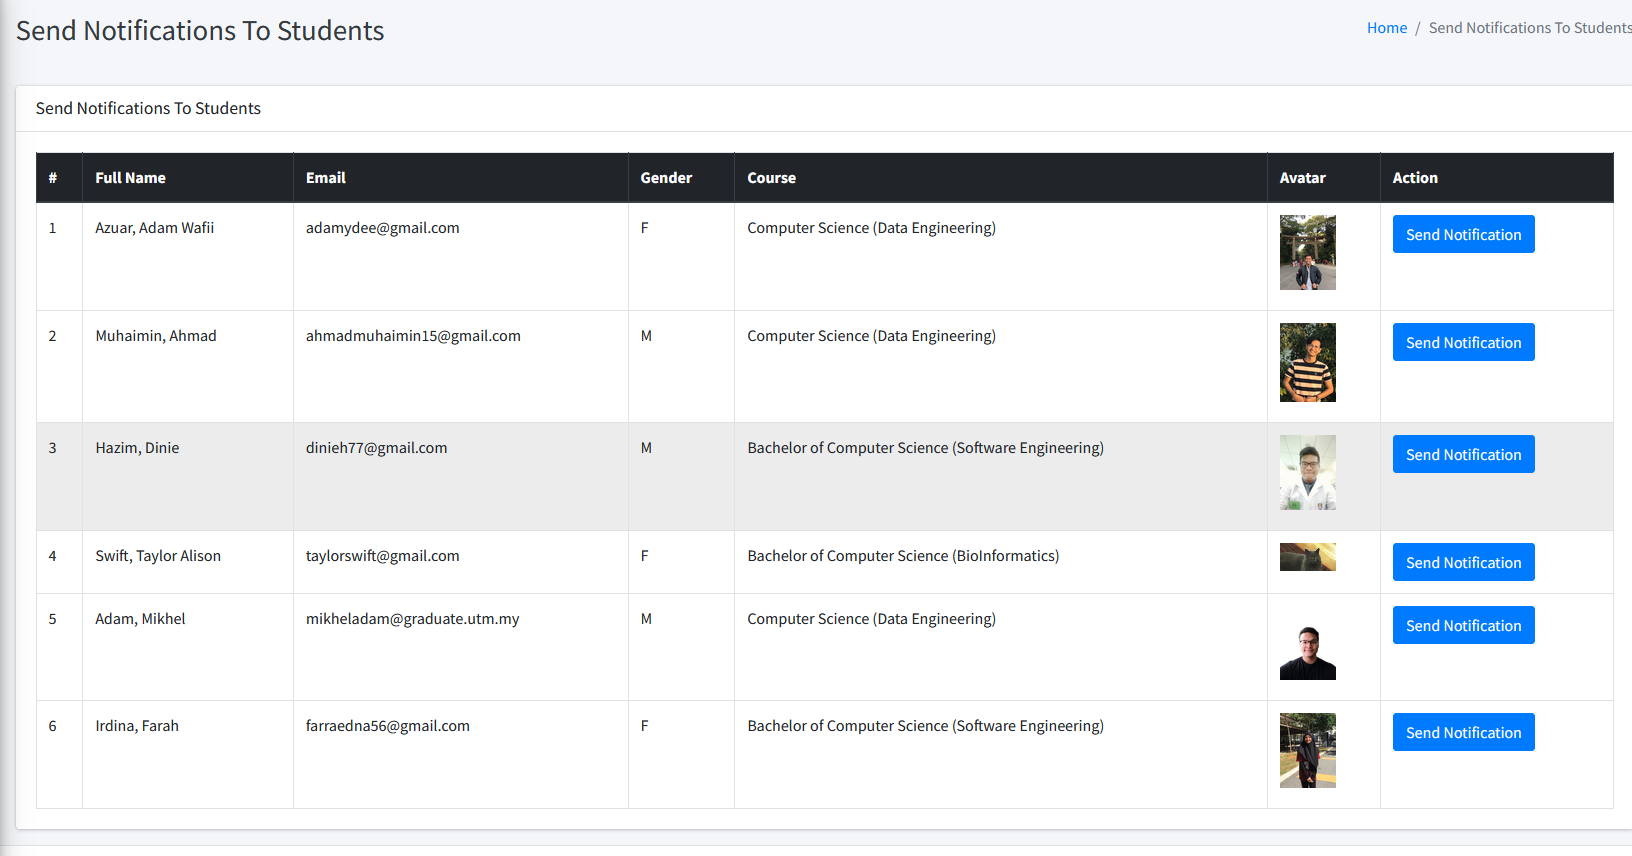 Send Notifications To Students
Home / Send Notifications To Students
Send Notifications To Students
# Full Name Email Gender Course Avatar Action
1 Azuar, Adam Wafii adamydee@gmail.com F Computer Science (Data Engineering) Send Notification
2 Muhaimin, Ahmad ahmadmuhaimin15@gmail.com M Computer Science (Data Engineering) Send Notification
3 Hazim, Dinie dinieh77@gmail.com M Bachelor of Computer Science (Software Engineering) Send Notification
4 Swift, Taylor Alison taylorswift@gmail.com F Bachelor of Computer Science (BioInformatics) Send Notification
5 Adam, Mikhel mikheladam@graduate.utm.my M Computer Science (Data Engineering) Send Notification
6 Irdina, Farah farraedna56@gmail.com F Bachelor of Computer Science (Software Engineering) Send Notification